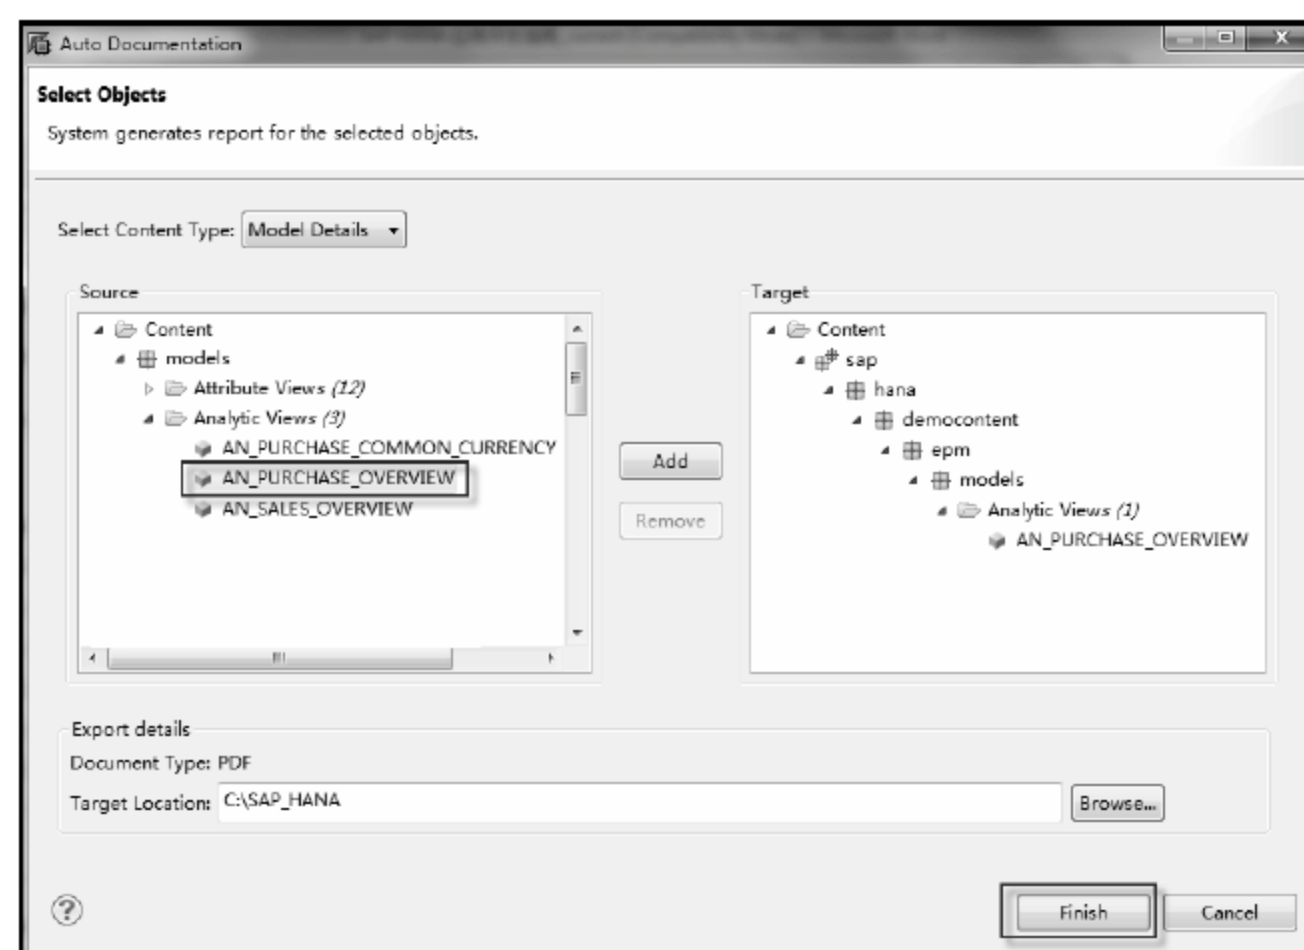 Auto Documentation
Select Objects
System generates report for the selected objects.
Select Content Type: Model Details
Source
Content
models
Attribute Views (12)
Analytic Views (3)
AN_PURCHASE_COMMON_CURRENCY
AN_PURCHASE_OVERVIEW
AN_SALES_OVERVIEW
Add
Remove
Target
Content
sap
hana
democontent
epm
models
Analytic Views (1)
AN_PURCHASE_OVERVIEW
Export details
Document Type: PDF
Target Location: C:\SAP_HANA
Browse...
?
Finish
Cancel